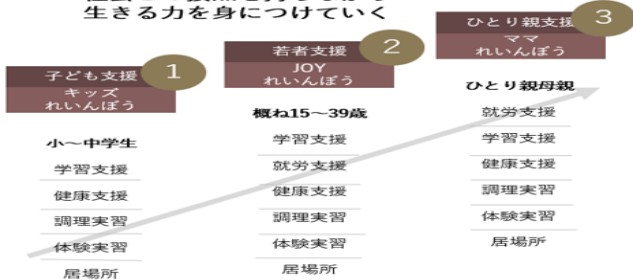 生きる力を身につけていく
子ども支援
1
キッズ
れいんぼう
小～中学生
学習支援
健康支援
調理実習
体験実習
居場所
若者支援
2
JOY
れいんぼう
概ね15～39歳
学習支援
就労支援
健康支援
調理実習
体験実習
居場所
ひとり親支援
3
ママ
れいんぼう
ひとり親母親
就労支援
学習支援
健康支援
調理実習
体験実習
居場所